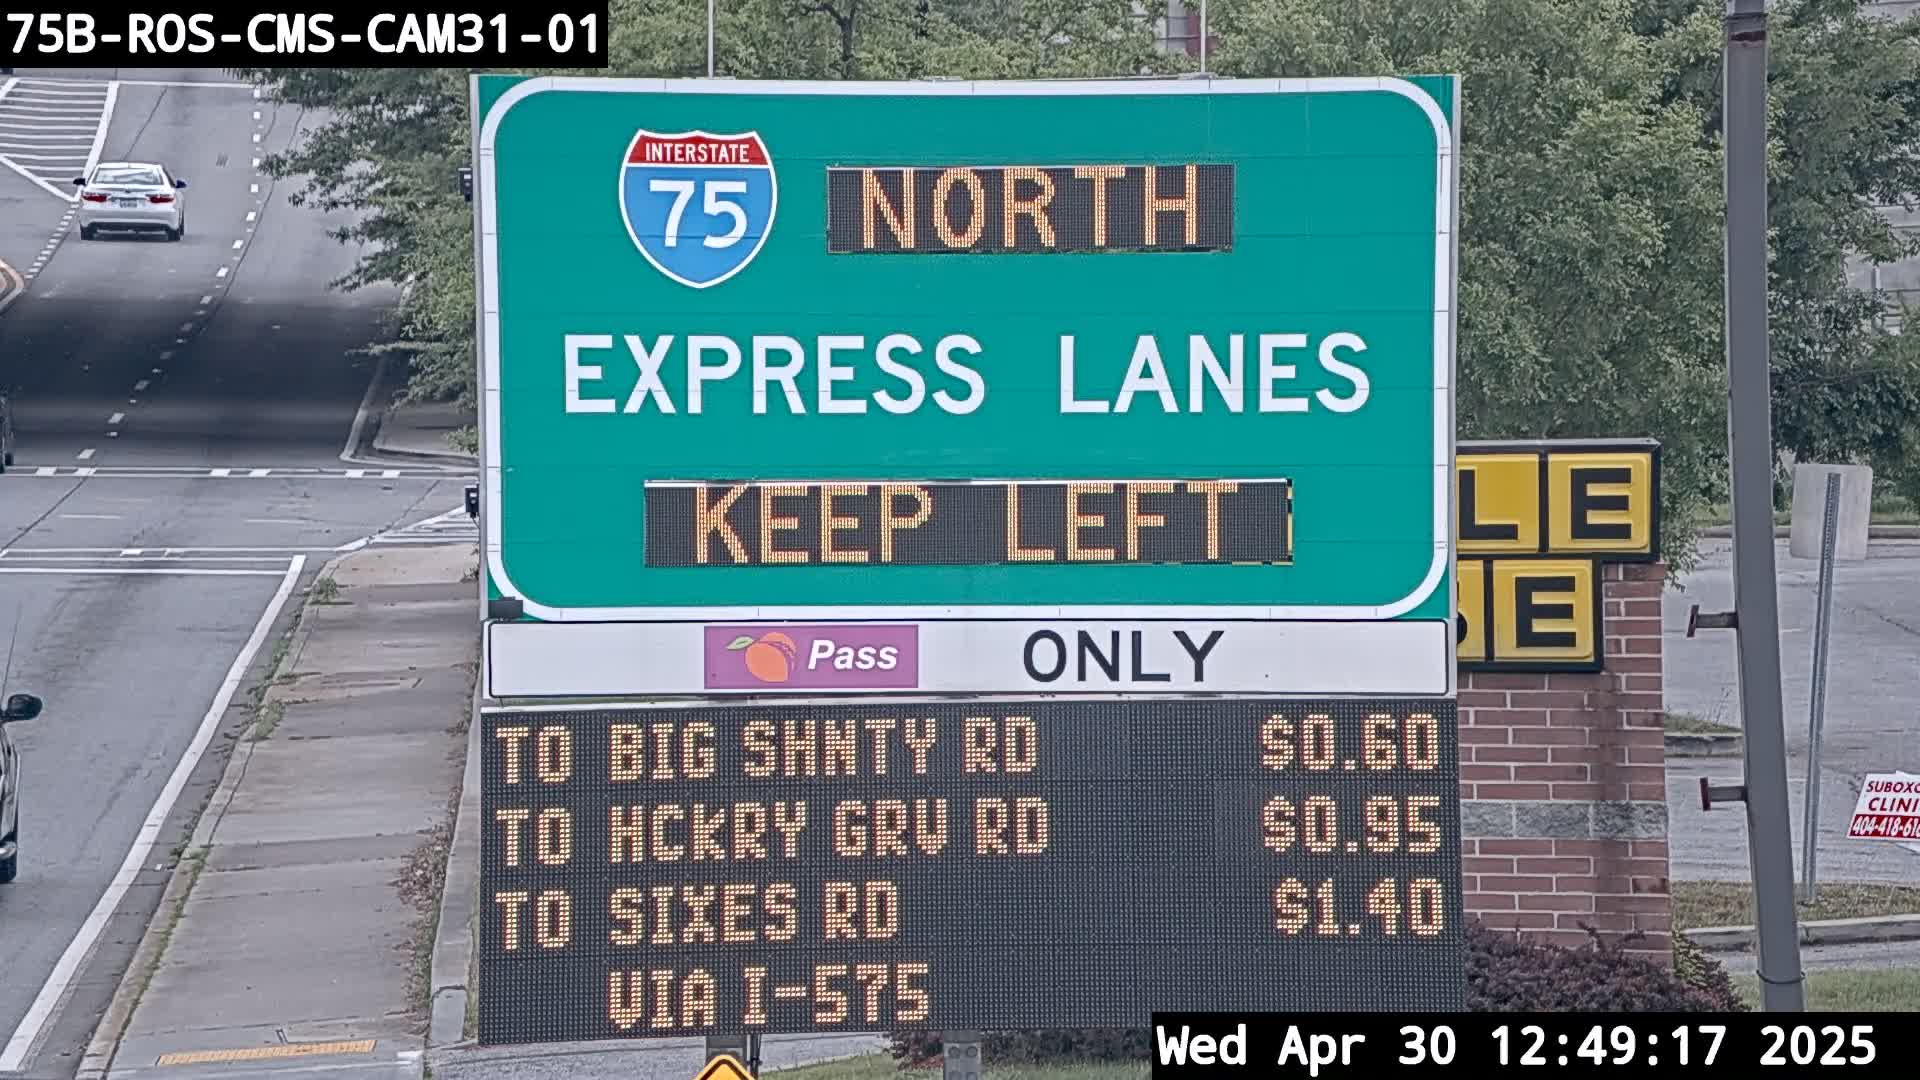 75B-ROS-CMS-CAM31-01
INTERSTATE
75
NORTH
EXPRESS LANES
KEEP LEFT
Pass ONLY
TO BIG SHNTY RD $0.60
TO HCKRY GRV RD $0.95
TO SIXES RD $1.40
VIA I-575
LE
E
CLINI
Wed Apr 30 12:49:17 2025